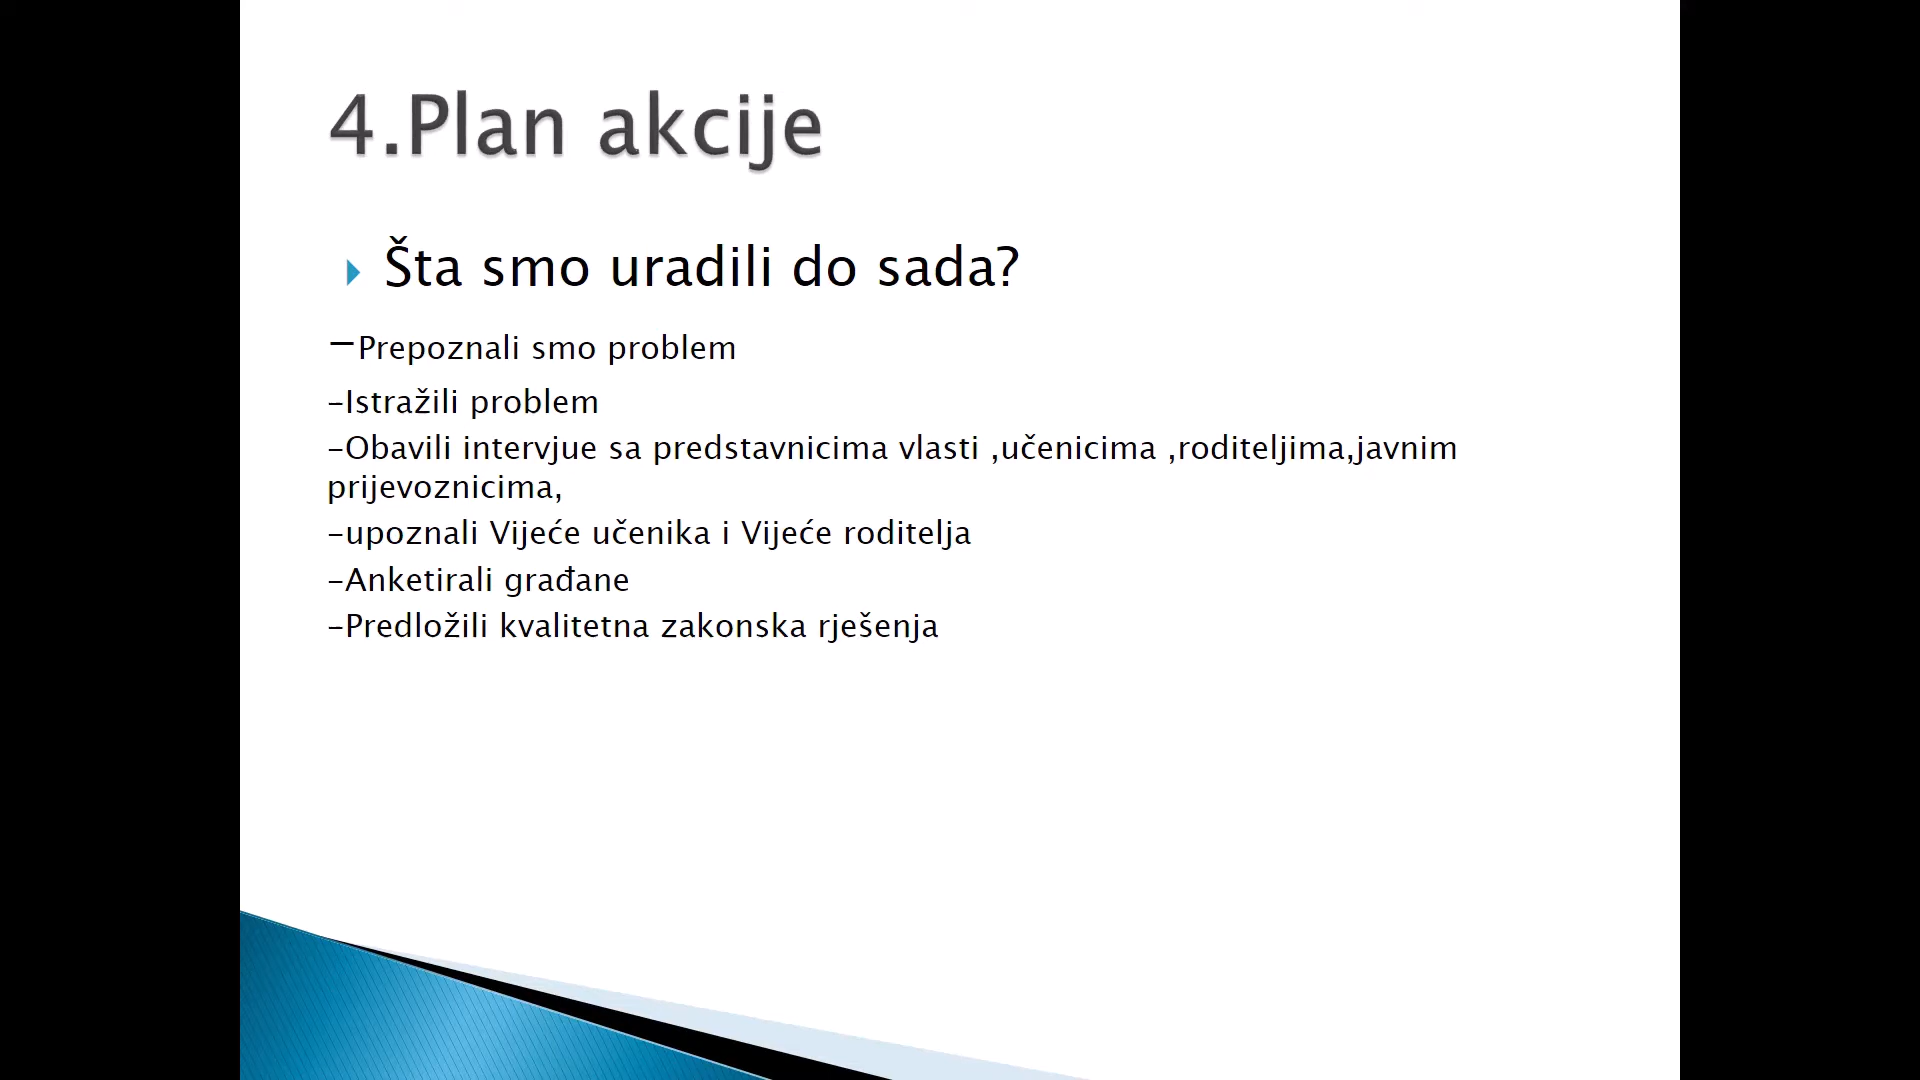 4.Plan akcije
Šta smo uradili do sada?
-Prepoznali smo problem
-Istražili problem
-Obavili intervjue sa predstavnicima vlasti ,učenicima ,roditeljima,javnim
prijevoznicima,
-upoznali Vijeće učenika i Vijeće roditelja
-Anketirali građane
-Predložili kvalitetna zakonska rješenja